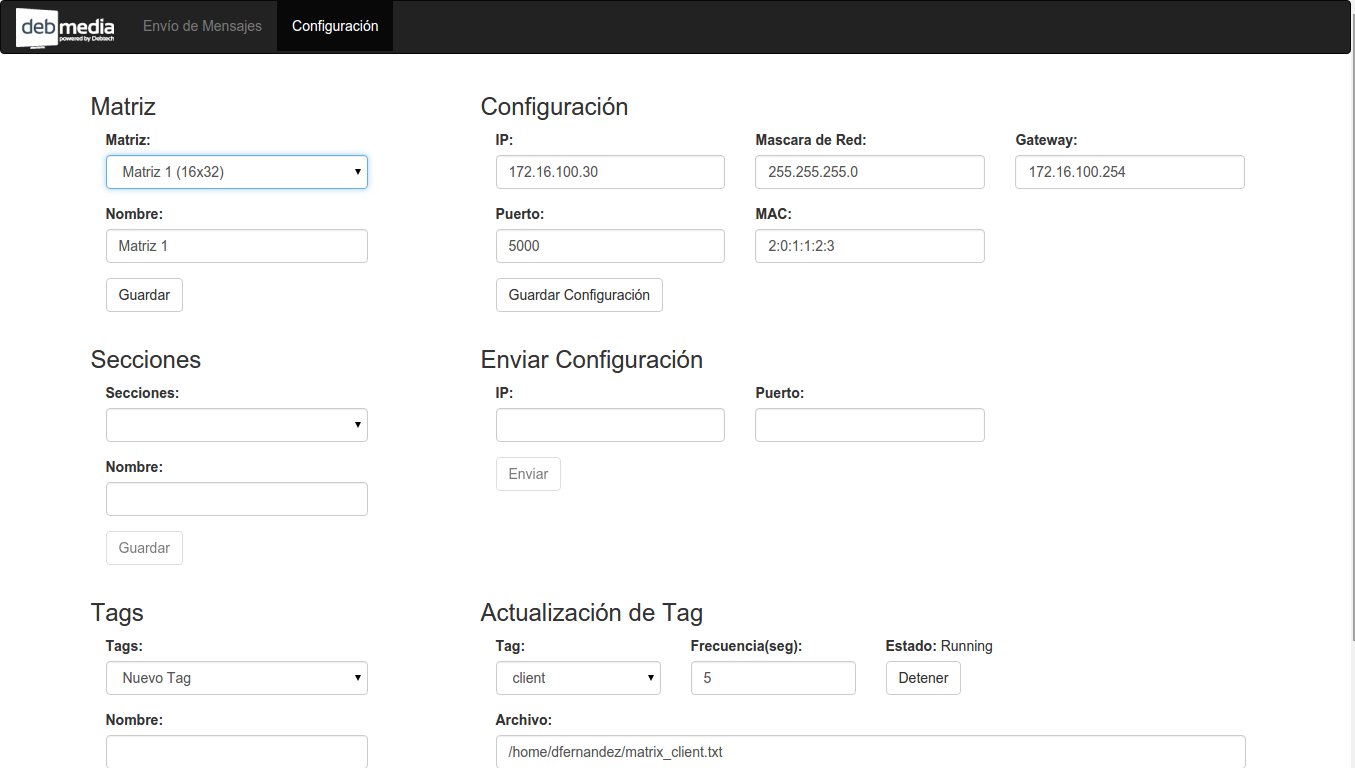 debmedia
powered by Debtech
Envío de Mensajes
Configuración
Matriz
Matriz:
Matriz 1 (16x32)
Nombre:
Matriz 1
Guardar
Configuración
IP:
Mascara de Red:
Gateway:
172.16.100.30
255.255.255.0
172.16.100.254
Puerto:
MAC:
5000
2:0:1:1:2:3
Guardar Configuración
Secciones
Secciones:
Nombre:
Guardar
Enviar Configuración
IP:
Puerto:
Enviar
Tags
Tags:
Nuevo Tag
Nombre:
Actualización de Tag
Tag:
Frecuencia(seg):
Estado: Running
client
5
Detener
Archivo:
/home/dfernandez/matrix_client.txt